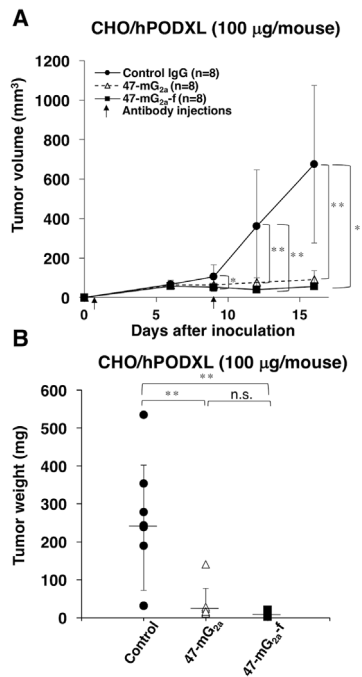 A
CHO/hPODXL (100 μg/mouse)
Tumor volume (mm³)
1200
1000
800
600
400
200
0
Control IgG (n=8)
47-mG₂ₐ (n=8)
47-mG₂ₐ-f (n=8)
Antibody injections
*
**
**
**
*
0
5
10
15
Days after inoculation
B
CHO/hPODXL (100 μg/mouse)
Tumor weight (mg)
600
500
400
300
200
100
0
**
**
n.s.
Control
47-mG₂ₐ
47-mG₂ₐ-f